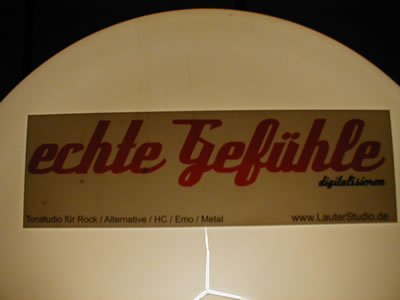 echte Gefühle
digitalisieren
Tonstudio für Rock / Alternative / HC / Emo / Metal www.LauterStudio.de